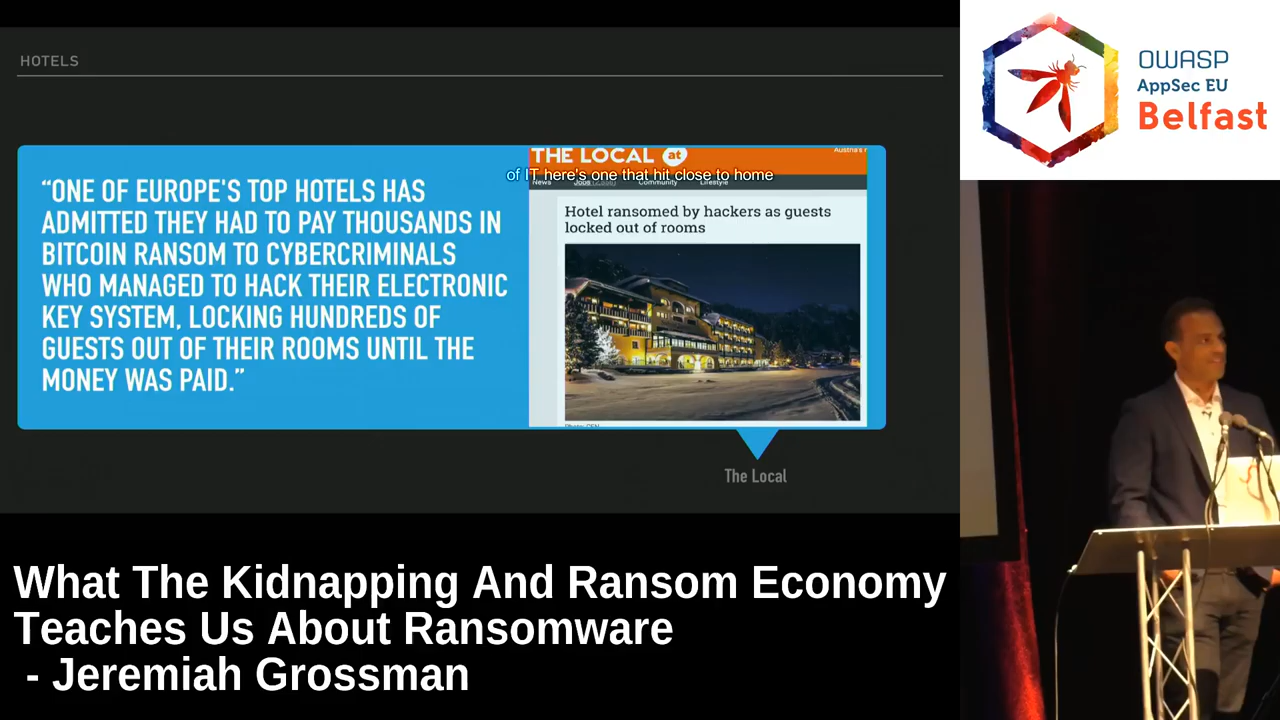 HOTELS
“ONE OF EUROPE'S TOP HOTELS HAS
ADMITTED THEY HAD TO PAY THOUSANDS IN
BITCOIN RANSOM TO CYBERCRIMINALS
WHO MANAGED TO HACK THEIR ELECTRONIC
KEY SYSTEM, LOCKING HUNDREDS OF
GUESTS OUT OF THEIR ROOMS UNTIL THE
MONEY WAS PAID.”
THE LOCAL at
Austria's
of IT here's one that hit close to home
News Jobs Community Lifestyle
Hotel ransomed by hackers as guests
locked out of rooms
Photo: CEN
The Local
OWASP
AppSec EU
Belfast
What The Kidnapping And Ransom Economy
Teaches Us About Ransomware
- Jeremiah Grossman